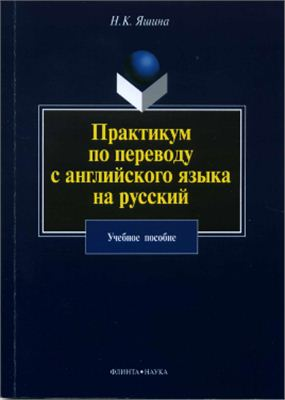 Н.К. Яшина
Практикум
по переводу
с английского языка
на русский
Учебное пособие
ФЛИНТА • НАУКА